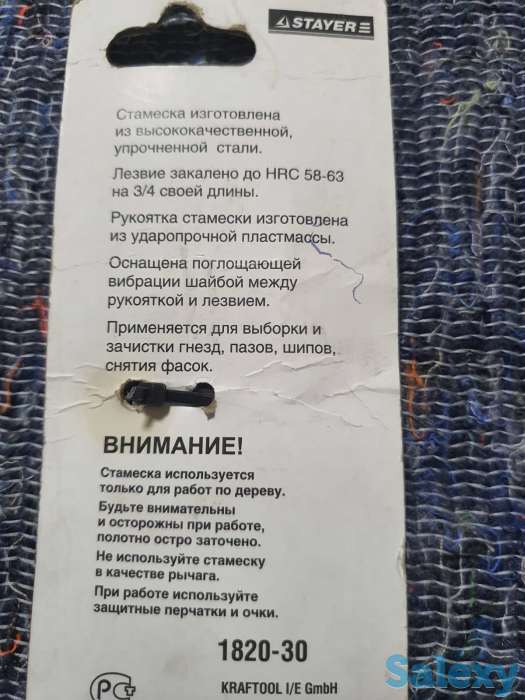 STAYER
Стамеска изготовлена
из высококачественной,
упрочненной стали.
Лезвие закалено до HRC 58-63
на 3/4 своей длины.
Рукоятка стамески изготовлена
из ударопрочной пластмассы.
Оснащена поглощающей
вибрации шайбой между
рукояткой и лезвием.
Применяется для выборки и
зачистки гнезд, пазов, шипов,
снятия фасок.
ВНИМАНИЕ!
Стамеска используется
только для работ по дереву.
Будьте внимательны
и осторожны при работе,
полотно остро заточено.
Не используйте стамеску
в качестве рычага.
При работе используйте
защитные перчатки и очки.
1820-30
KRAFTOOL I/E GmbH
Salexy